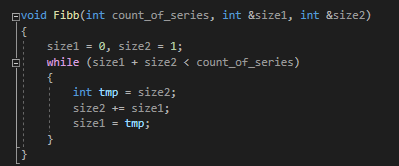 void Fibb(int count_of_series, int &size1, int &size2)
{
size1 = 0, size2 = 1;
while (size1 + size2 < count_of_series)
{
int tmp = size2;
size2 += size1;
size1 = tmp;
}
}